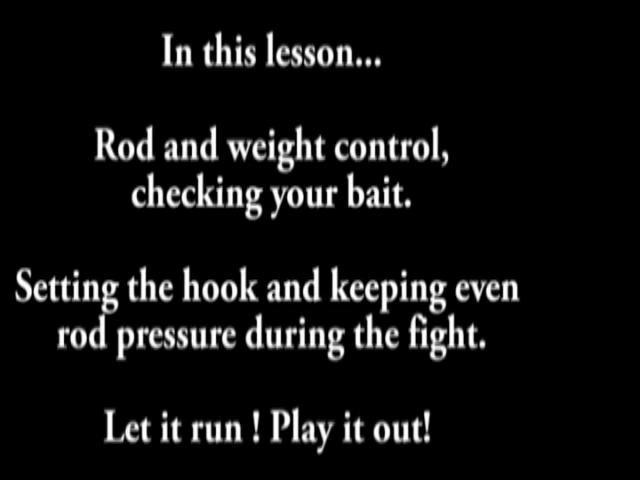 In this lesson...
Rod and weight control,
checking your bait.
Setting the hook and keeping even
rod pressure during the fight.
Let it run ! Play it out!